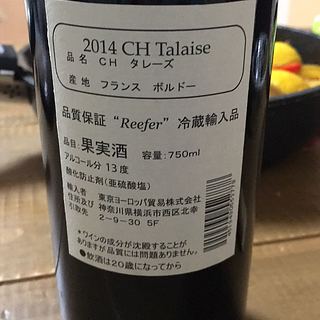 2014 CH Talaise
品名 CH タレーズ
産地 フランス ボルドー
品質保証 “Reefer” 冷蔵輸入品
品目:果実酒 容量:750ml
アルコール分 13度
酸化防止剤(亜硫酸塩)
輸入者 東京ヨーロッパ貿易株式会社
住所及び 神奈川県横浜市西区北幸
引取先 2-9-30 5F
*ワインの成分が沈殿することが
ありますが品質には問題ありません。
●飲酒は20歳になってから